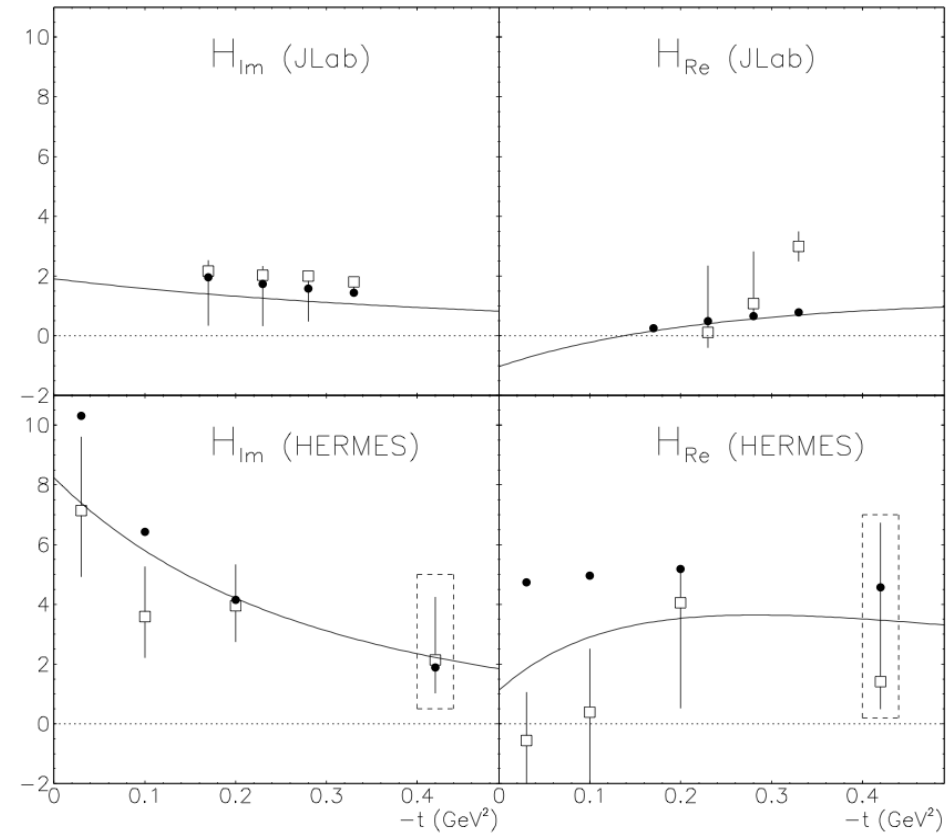 10
8
6
4
2
0
−2
H_Im (JLab)
H_Re (JLab)
−t (GeV²)
10
8
6
4
2
0
−2
H_Im (HERMES)
H_Re (HERMES)
0 0.1 0.2 0.3 0.4 0 0.1 0.2 0.3 0.4
−t (GeV²) −t (GeV²)